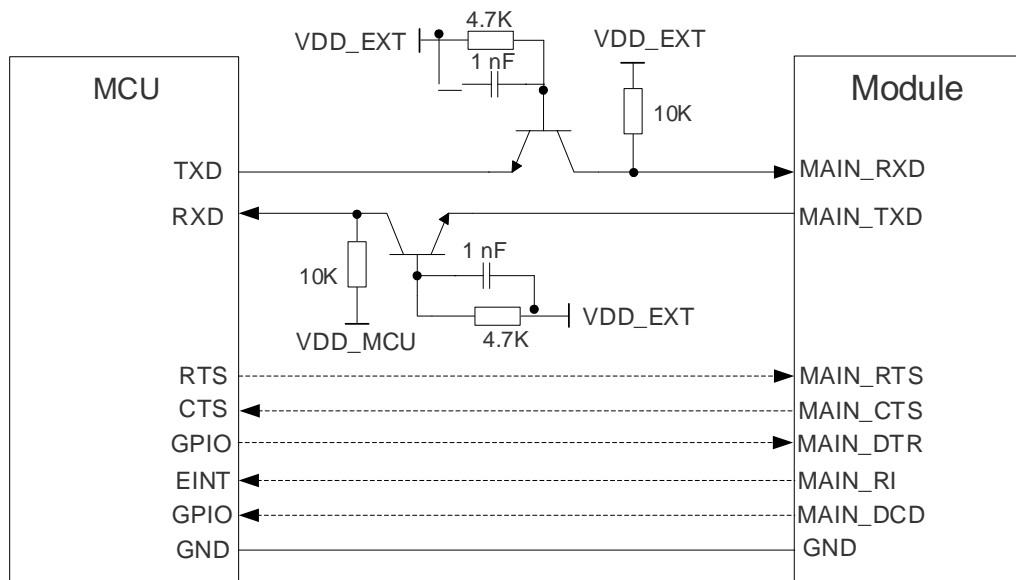 4.7K
VDD_EXT
VDD_EXT
1 nF
MCU
Module
10K
TXD
MAIN_RXD
RXD
MAIN_TXD
1 nF
10K
VDD_EXT
VDD_MCU
4.7K
RTS
MAIN_RTS
CTS
MAIN_CTS
GPIO
MAIN_DTR
EINT
MAIN_RI
GPIO
MAIN_DCD
GND
GND